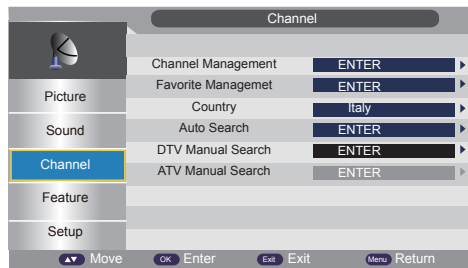 Channel
Channel Management ENTER
Favorite Managemet ENTER
Country Italy
Auto Search ENTER
DTV Manual Search ENTER
ATV Manual Search ENTER
Picture
Sound
Channel
Feature
Setup
Move OK Enter Exit Exit Menu Return